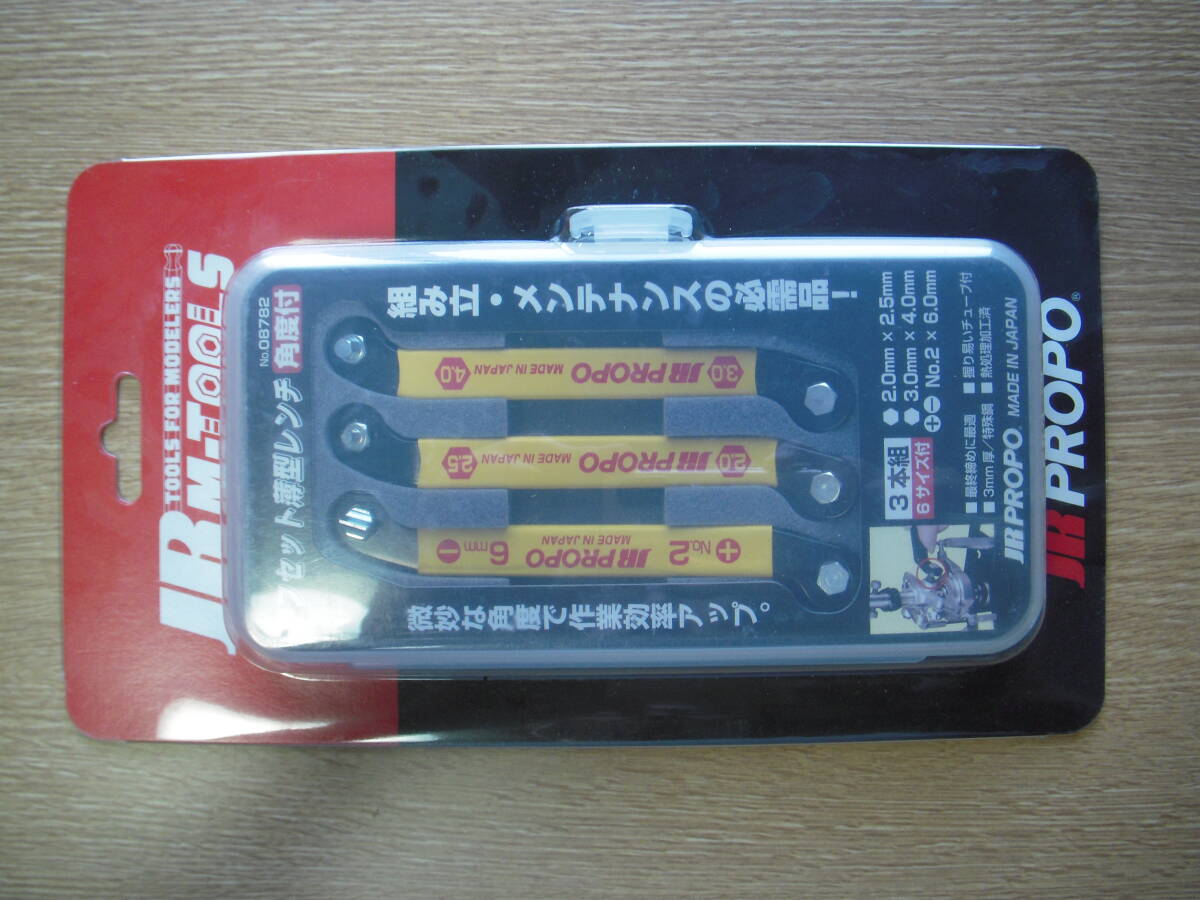 TOOLS FOR MODELERS
JR M-TOOLS
No.08782
オフセット薄型レンチ 角度付
組み立・メンテナンスの必需品!
微妙な角度で作業効率アップ。
4.0 JR PROPO MADE IN JAPAN 3.0
2.5 JR PROPO MADE IN JAPAN 2.0
No.2 JR PROPO MADE IN JAPAN 6mm
3本組
6サイズ付
2.0mm × 2.5mm
3.0mm × 4.0mm
No.2 × 6.0mm
■ 最終締めに最適 ■ 握り易いチューブ付
■ 3mm厚/特殊鋼 ■ 熱処理加工済
JR PROPO MADE IN JAPAN
JR PROPO®